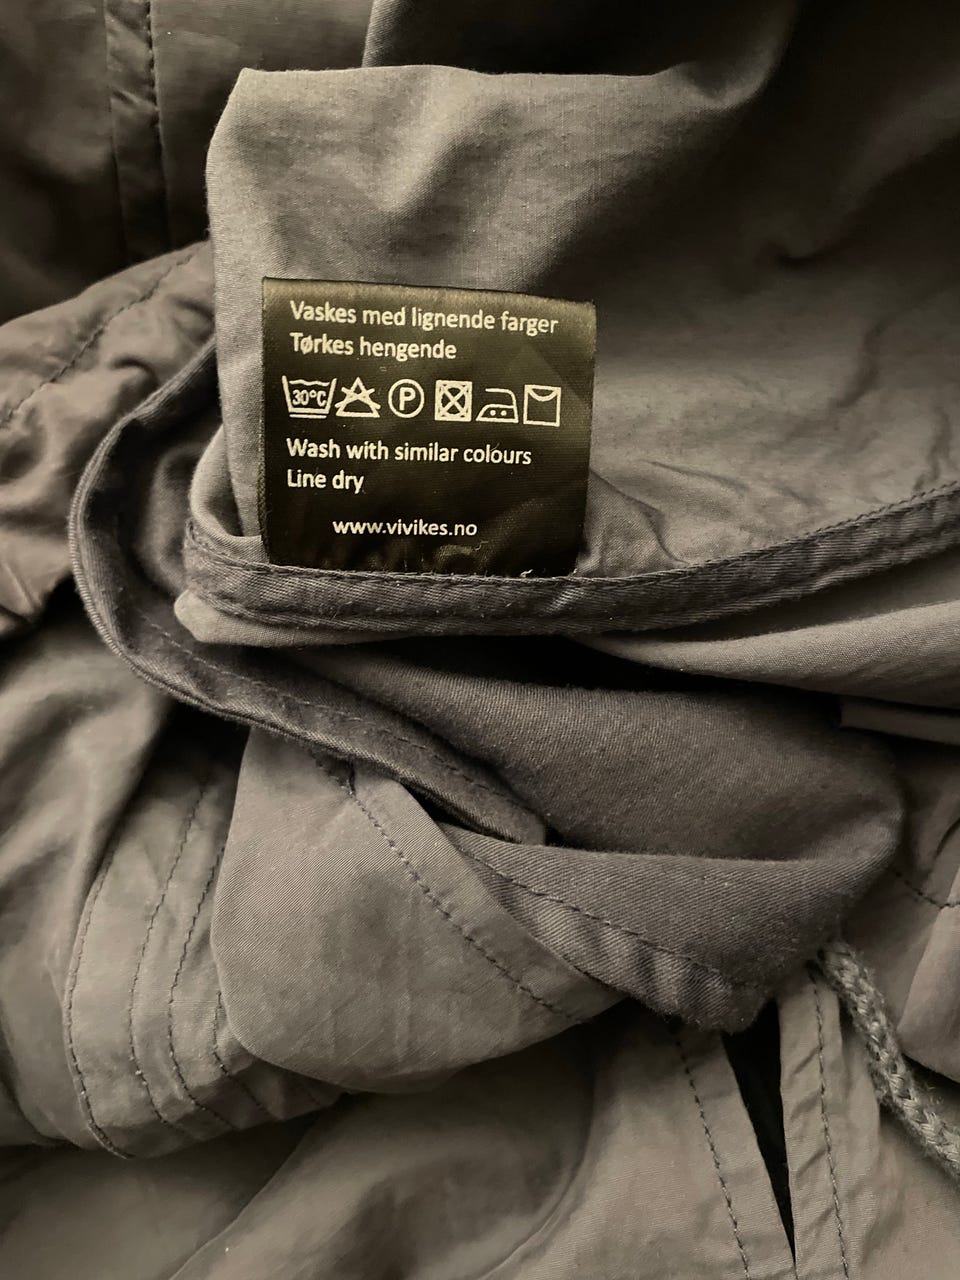 Vaskes med lignende farger
Tørkes hengende
30°C P
Wash with similar colours
Line dry
www.vivikes.no